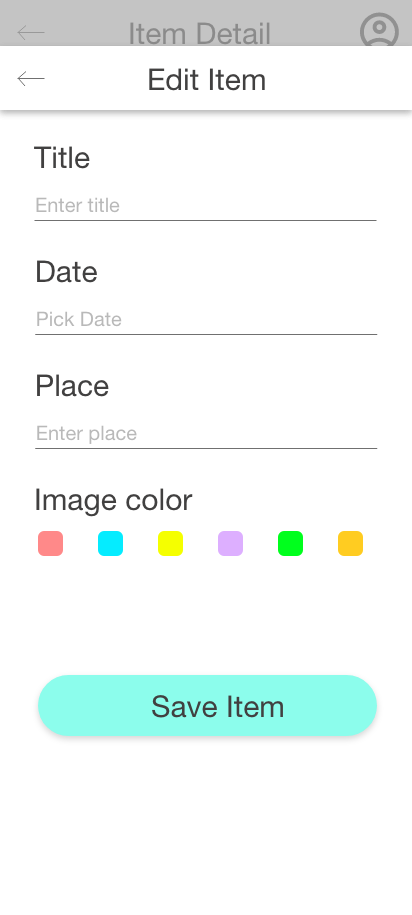 Item Detail
Edit Item
Title
Enter title
Date
Pick Date
Place
Enter place
Image color
Save Item